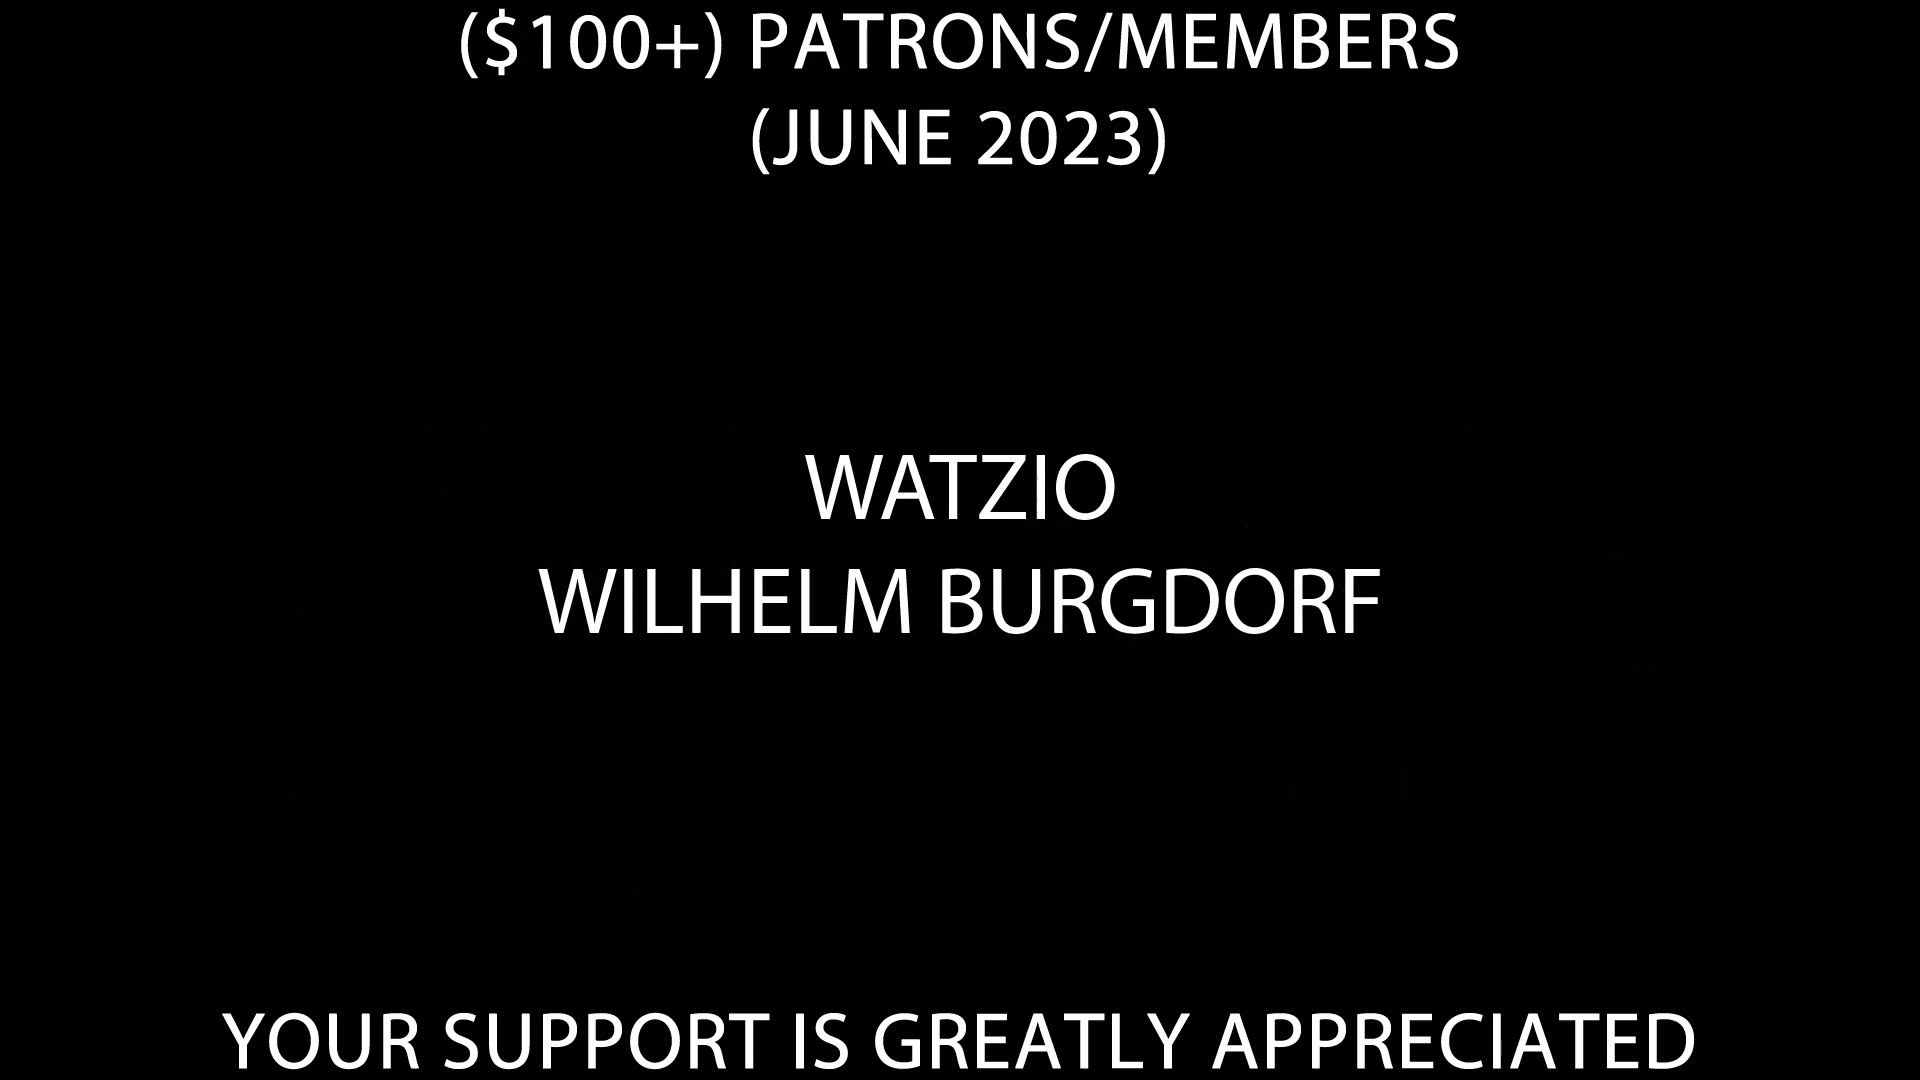 ($100+) PATRONS/MEMBERS
(JUNE 2023)
WATZIO
WILHELM BURGDORF
YOUR SUPPORT IS GREATLY APPRECIATED